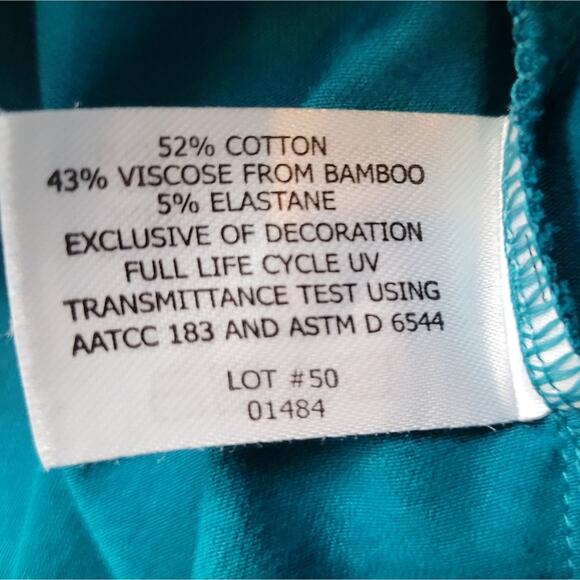 52% COTTON
43% VISCOSE FROM BAMBOO
5% ELASTANE
EXCLUSIVE OF DECORATION
FULL LIFE CYCLE UV
TRANSMITTANCE TEST USING
AATCC 183 AND ASTM D 6544
LOT #50
01484